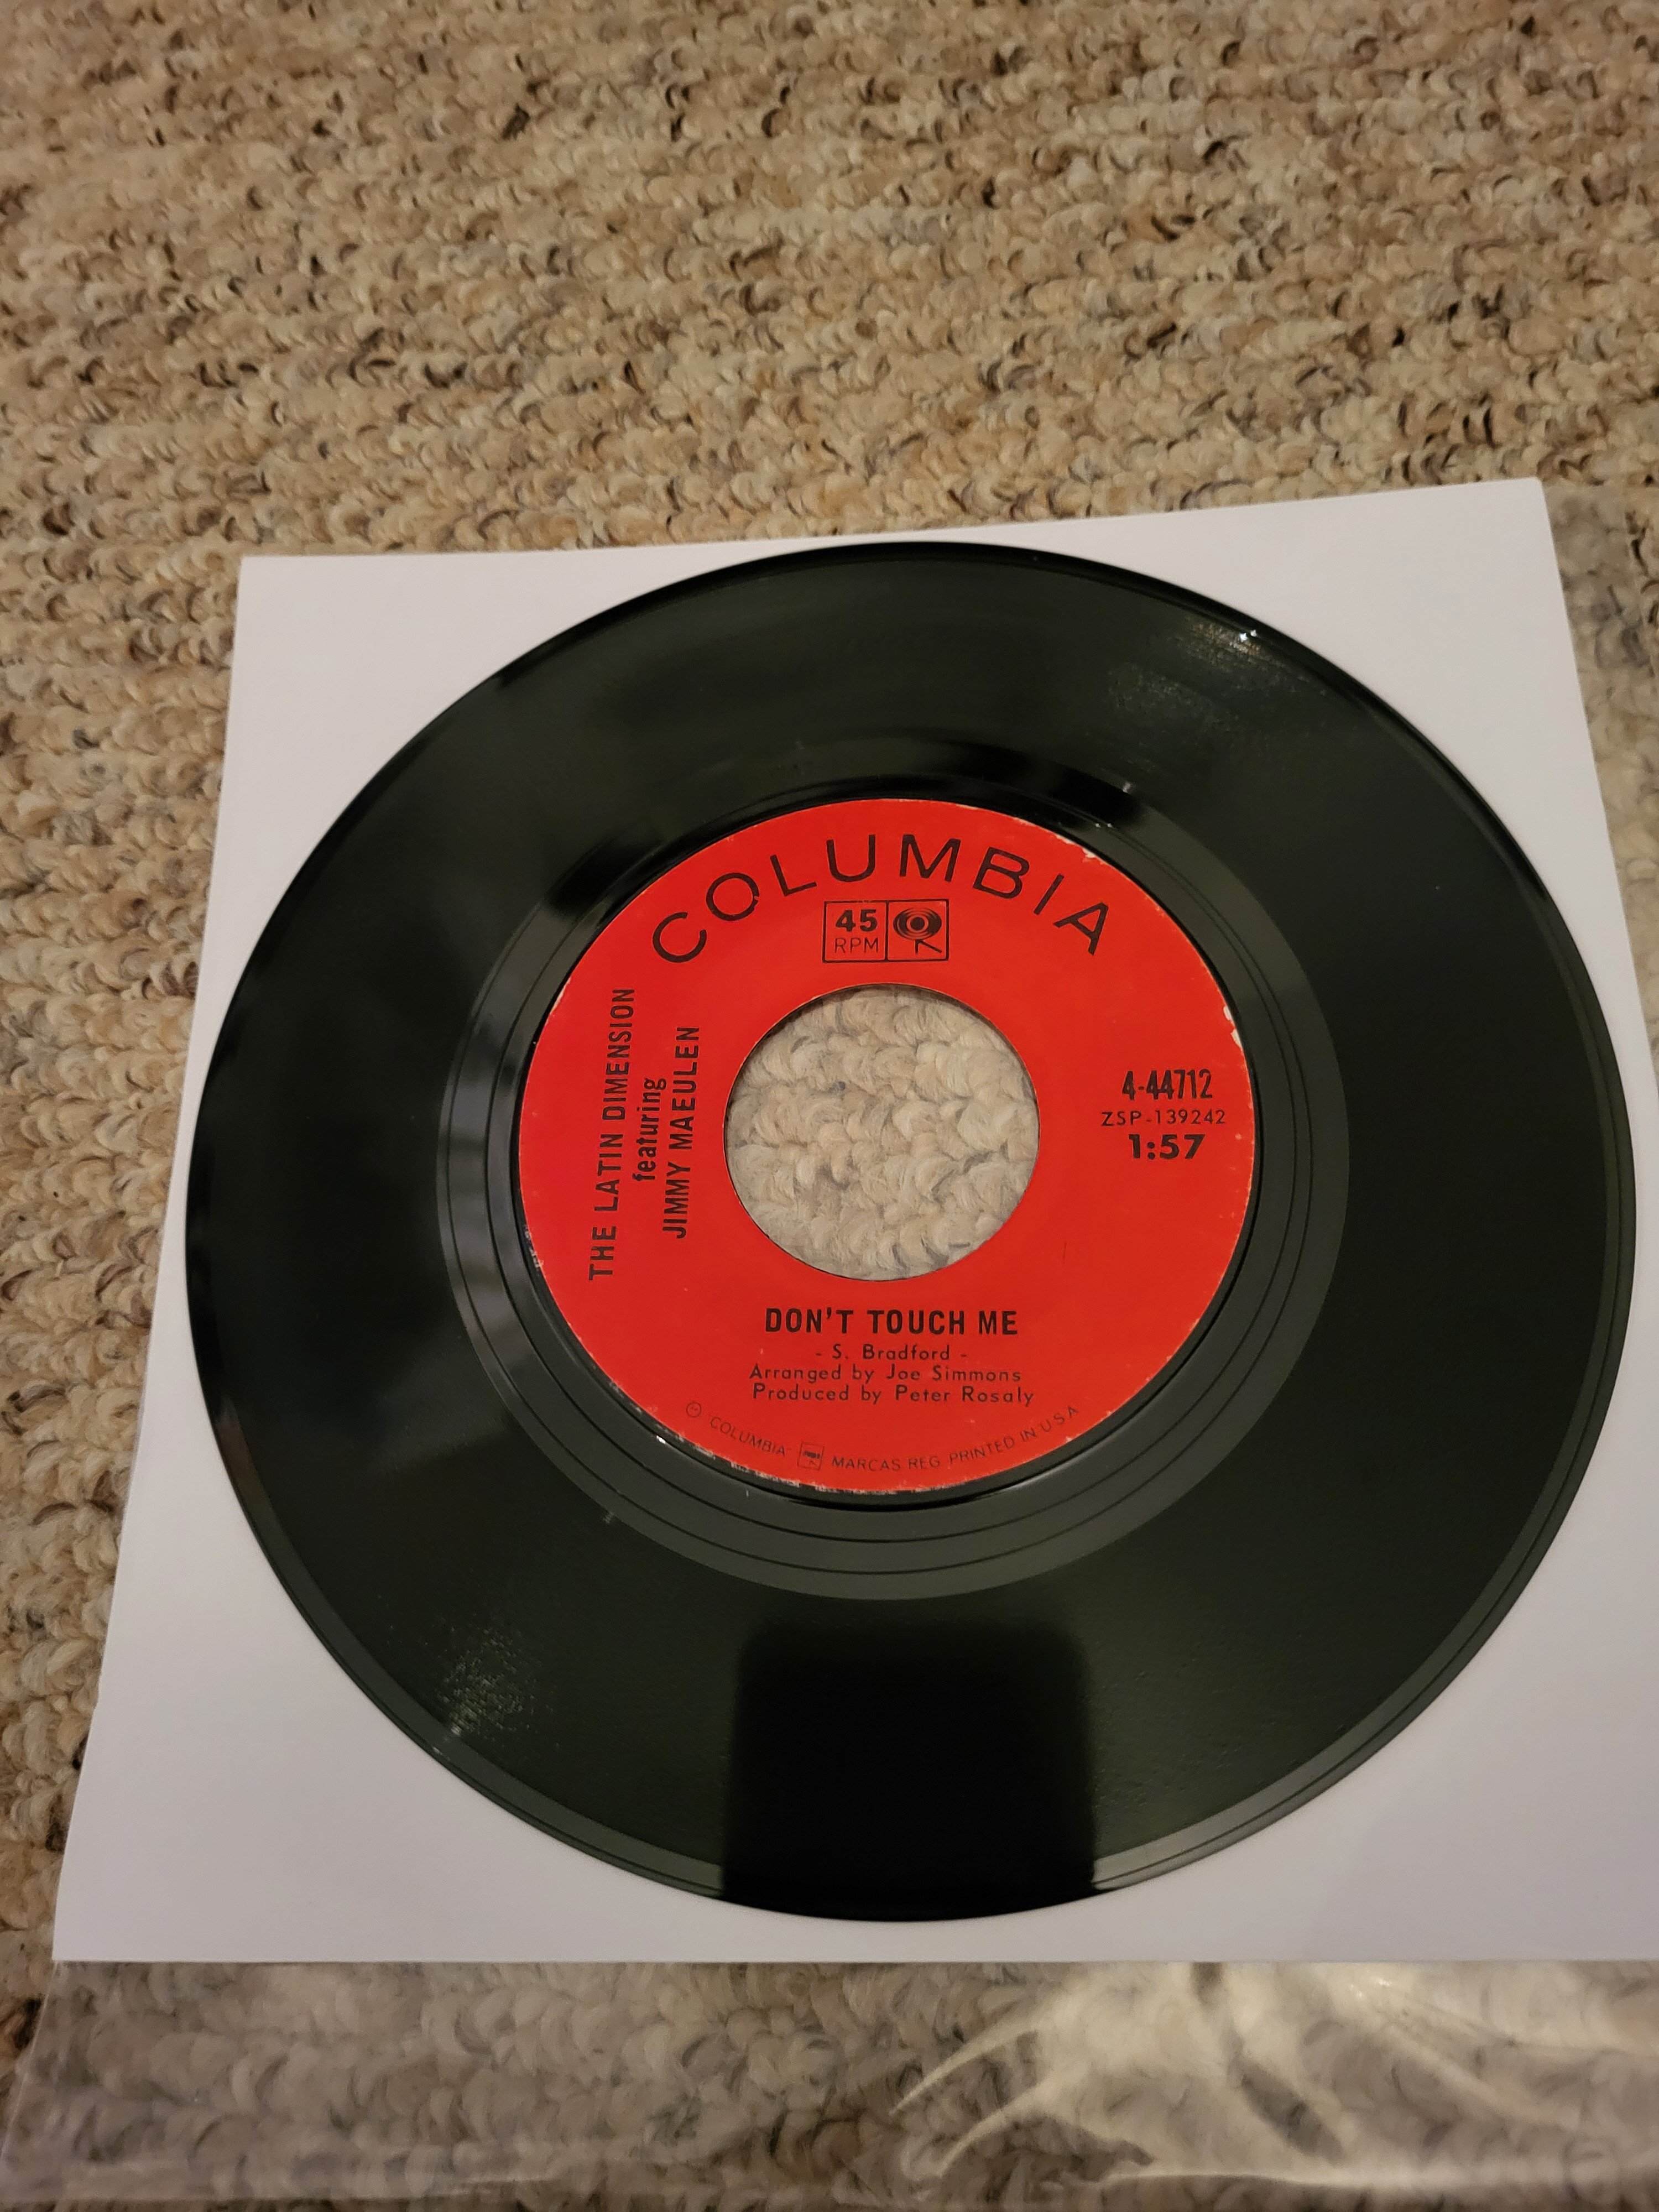 COLUMBIA
45
RPM
THE LATIN DIMENSION
featuring
JIMMY MAEULEN
4-44712
ZSP-139242
1:57
DON'T TOUCH ME
- S. Bradford -
Arranged by Joe Simmons
Produced by Peter Rosaly
COLUMBIA MARCAS REG. PRINTED IN U.S.A